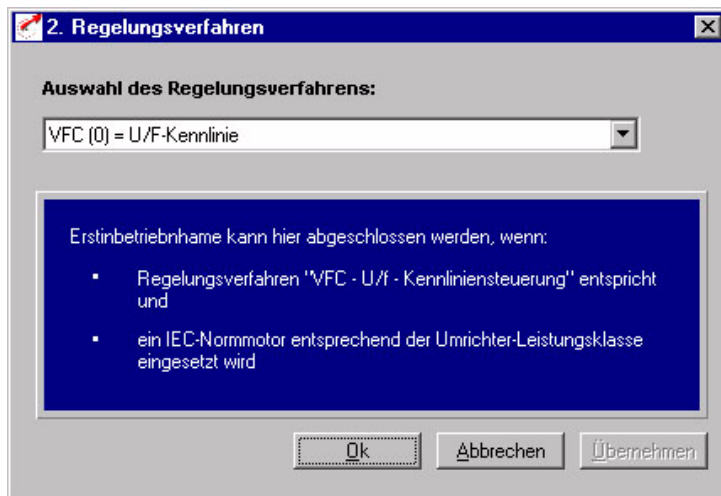 2. Regelungsverfahren
Auswahl des Regelungsverfahrens:
VFC (0) = U/F-Kennlinie
Erstinbetriebnhame kann hier abgeschlossen werden, wenn:
▪ Regelungsverfahren "VFC - U/f - Kennliniensteuerung" entspricht
und
▪ ein IEC-Normmotor entsprechend der Umrichter-Leistungsklasse
eingesetzt wird
Ok Abbrechen Übernehmen